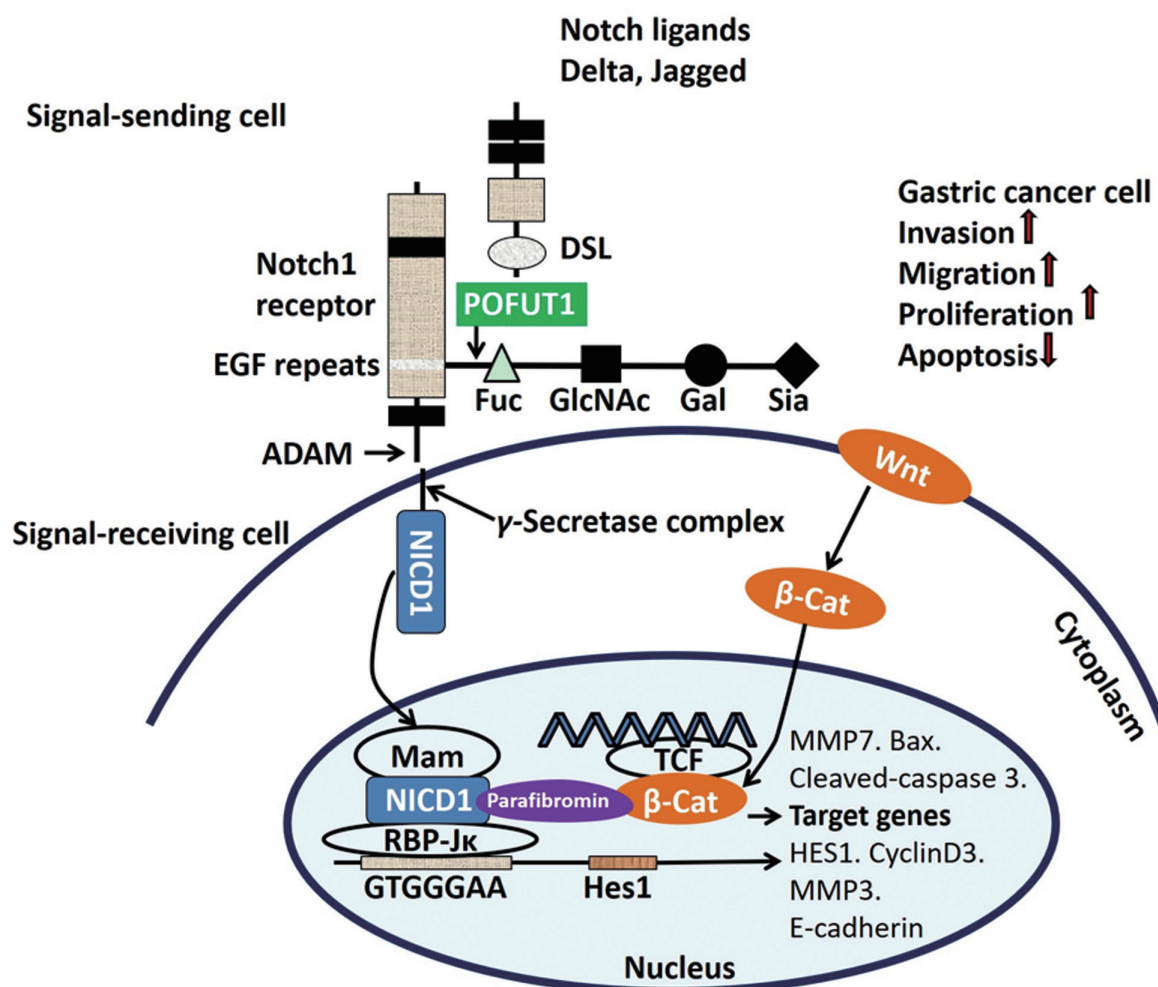 Notch ligands
Delta, Jagged
Signal-sending cell
Gastric cancer cell
Invasion
Migration
Proliferation
Apoptosis
DSL
Notch1
receptor
POFUT1
EGF repeats
Fuc
GlcNAc
Gal
Sia
ADAM
Wnt
Signal-receiving cell
γ-Secretase complex
NICD1
β-Cat
Cytoplasm
Mam
TCF
MMP7. Bax.
Cleaved-caspase 3.
NICD1
Parafibromin
β-Cat
Target genes
RBP-Jκ
HES1. CyclinD3.
GTGGGAA
Hes1
MMP3.
E-cadherin
Nucleus